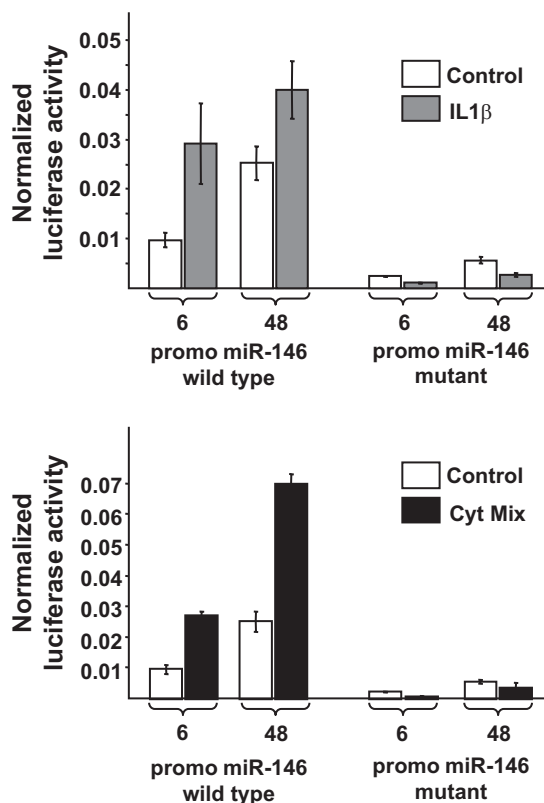 Normalized
luciferase activity
0.05
0.04
0.03
0.02
0.01
Control
IL1β
6
48
6
48
promo miR-146
wild type
promo miR-146
mutant
Normalized
luciferase activity
0.07
0.06
0.05
0.04
0.03
0.02
0.01
Control
Cyt Mix
6
48
6
48
promo miR-146
wild type
promo miR-146
mutant